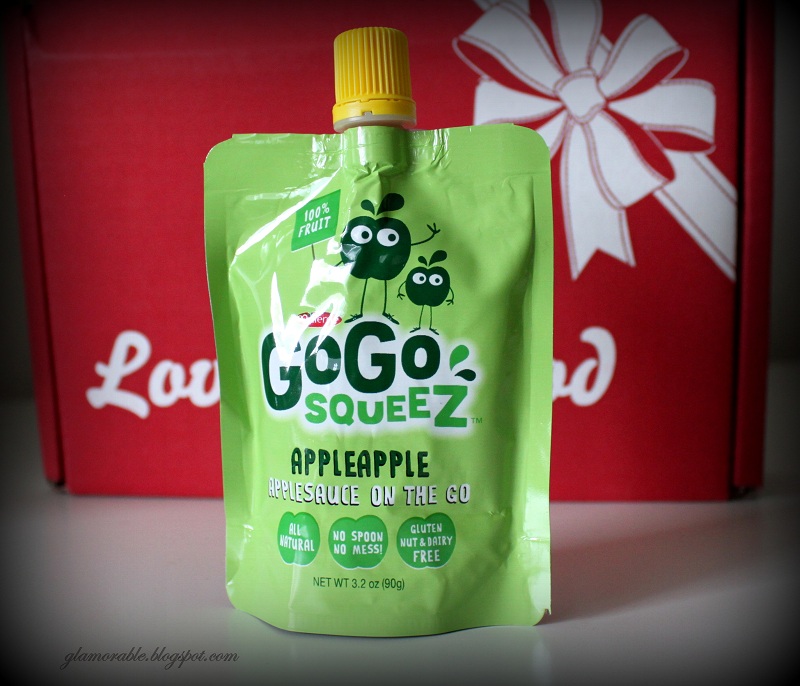 100%
FRUIT
GoGo
SQUEEZ™
APPLEAPPLE
APPLESAUCE ON THE GO
ALL
NATURAL
NO SPOON
NO MESS!
GLUTEN
NUT & DAIRY
FREE
NET WT 3.2 oz (90g)
glamorable.blogspot.com